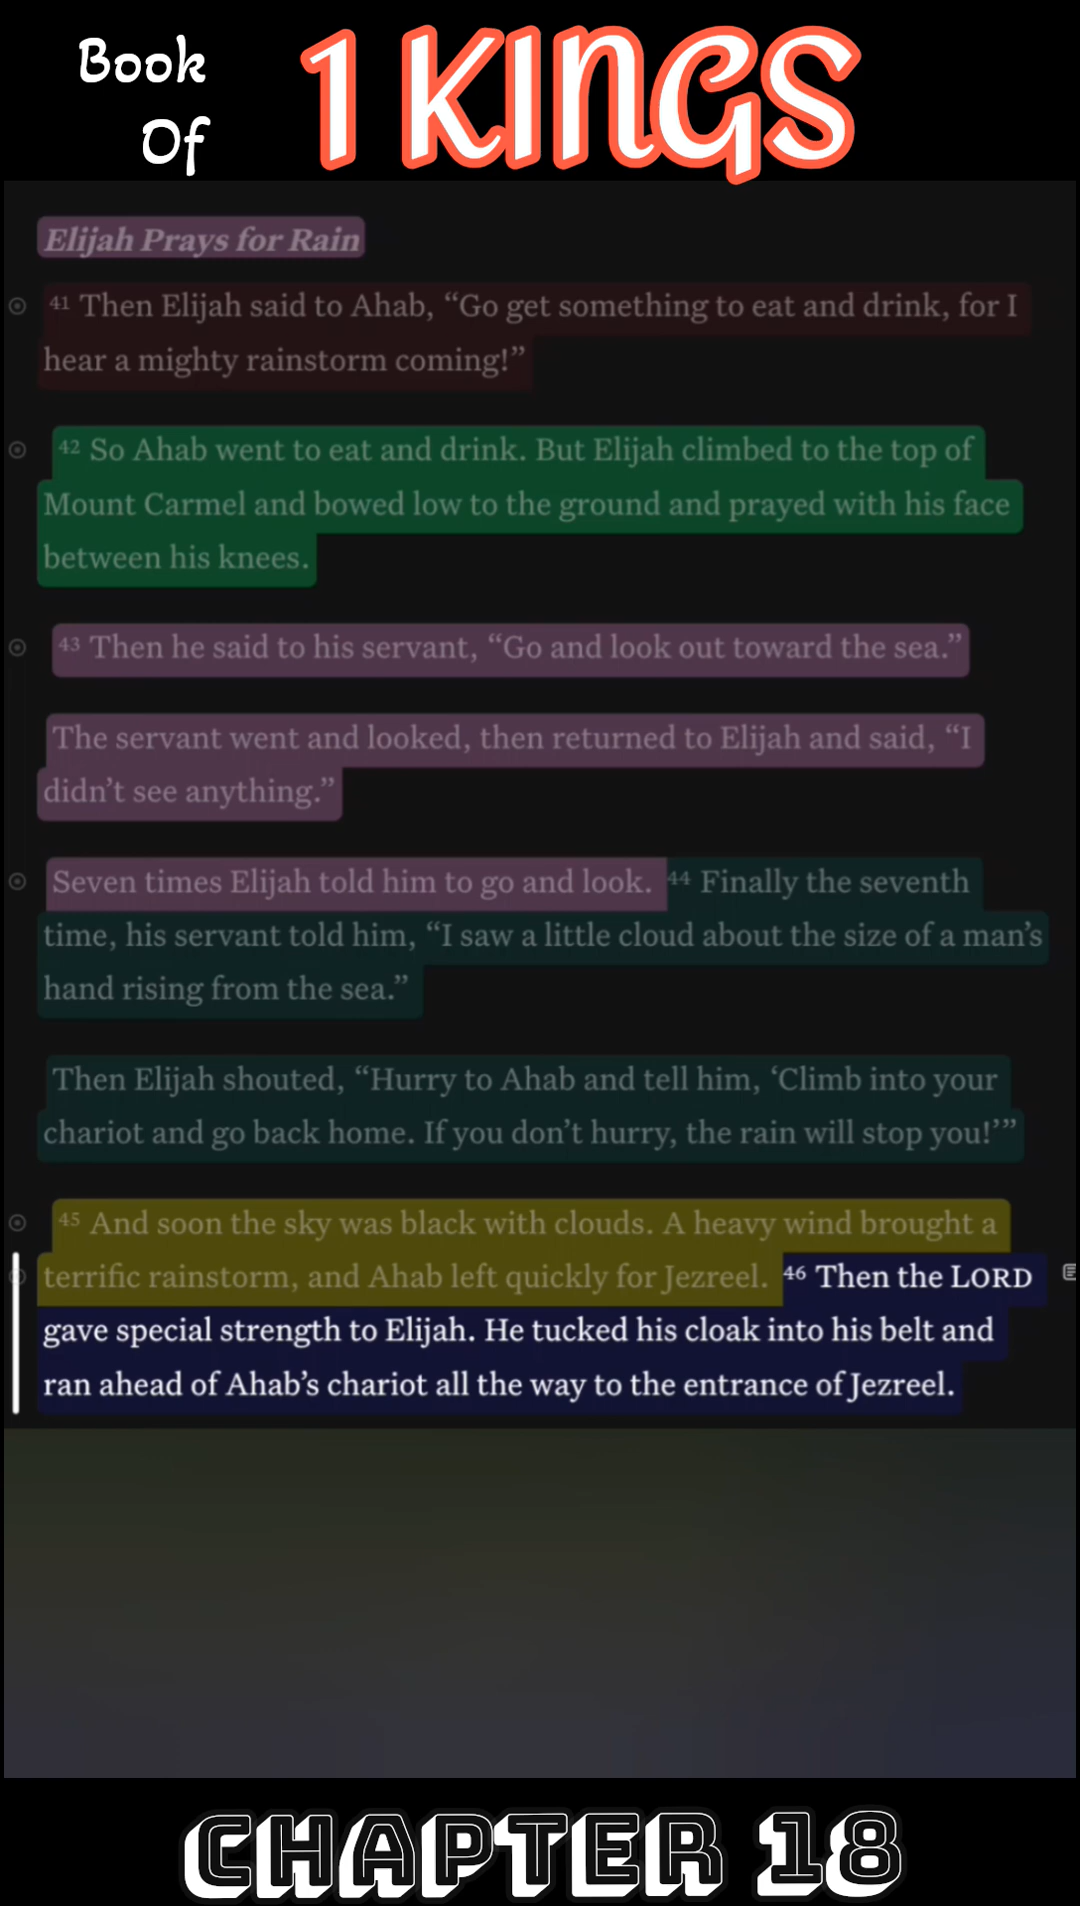 Book
Of
1 KINGS
Elijah Prays for Rain
41 Then Elijah said to Ahab, “Go get something to eat and drink, for I
hear a mighty rainstorm coming!”
42 So Ahab went to eat and drink. But Elijah climbed to the top of
Mount Carmel and bowed low to the ground and prayed with his face
between his knees.
43 Then he said to his servant, “Go and look out toward the sea.”
The servant went and looked, then returned to Elijah and said, “I
didn’t see anything.”
Seven times Elijah told him to go and look. 44 Finally the seventh
time, his servant told him, “I saw a little cloud about the size of a man’s
hand rising from the sea.”
Then Elijah shouted, “Hurry to Ahab and tell him, ‘Climb into your
chariot and go back home. If you don’t hurry, the rain will stop you!’”
45 And soon the sky was black with clouds. A heavy wind brought a
terrific rainstorm, and Ahab left quickly for Jezreel. 46 Then the LORD
gave special strength to Elijah. He tucked his cloak into his belt and
ran ahead of Ahab’s chariot all the way to the entrance of Jezreel.
CHAPTER 18